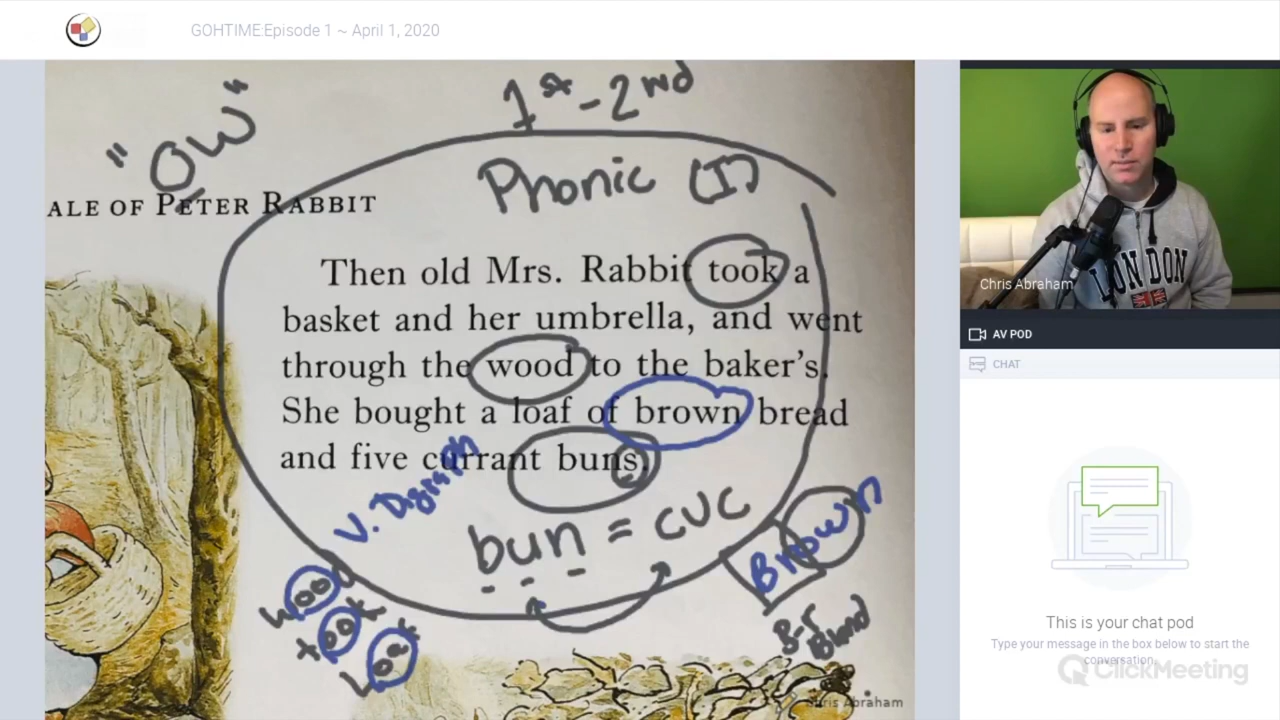 GOHTIME:Episode 1 ~ April 1, 2020
"OW"
1st-2nd
ALE OF PETER RABBIT
Phonic (I)
Then old Mrs. Rabbit took a
basket and her umbrella, and went
through the wood to the baker's.
She bought a loaf of brown bread
and five currant buns.
V. Digraph
bun = CVC
Brown
B-r
Blend
wood
took
Look
Chris Abraham
LONDON
Chris Abraham
AV POD
CHAT
This is your chat pod
Type your message in the box below to start the
conversation.
ClickMeeting